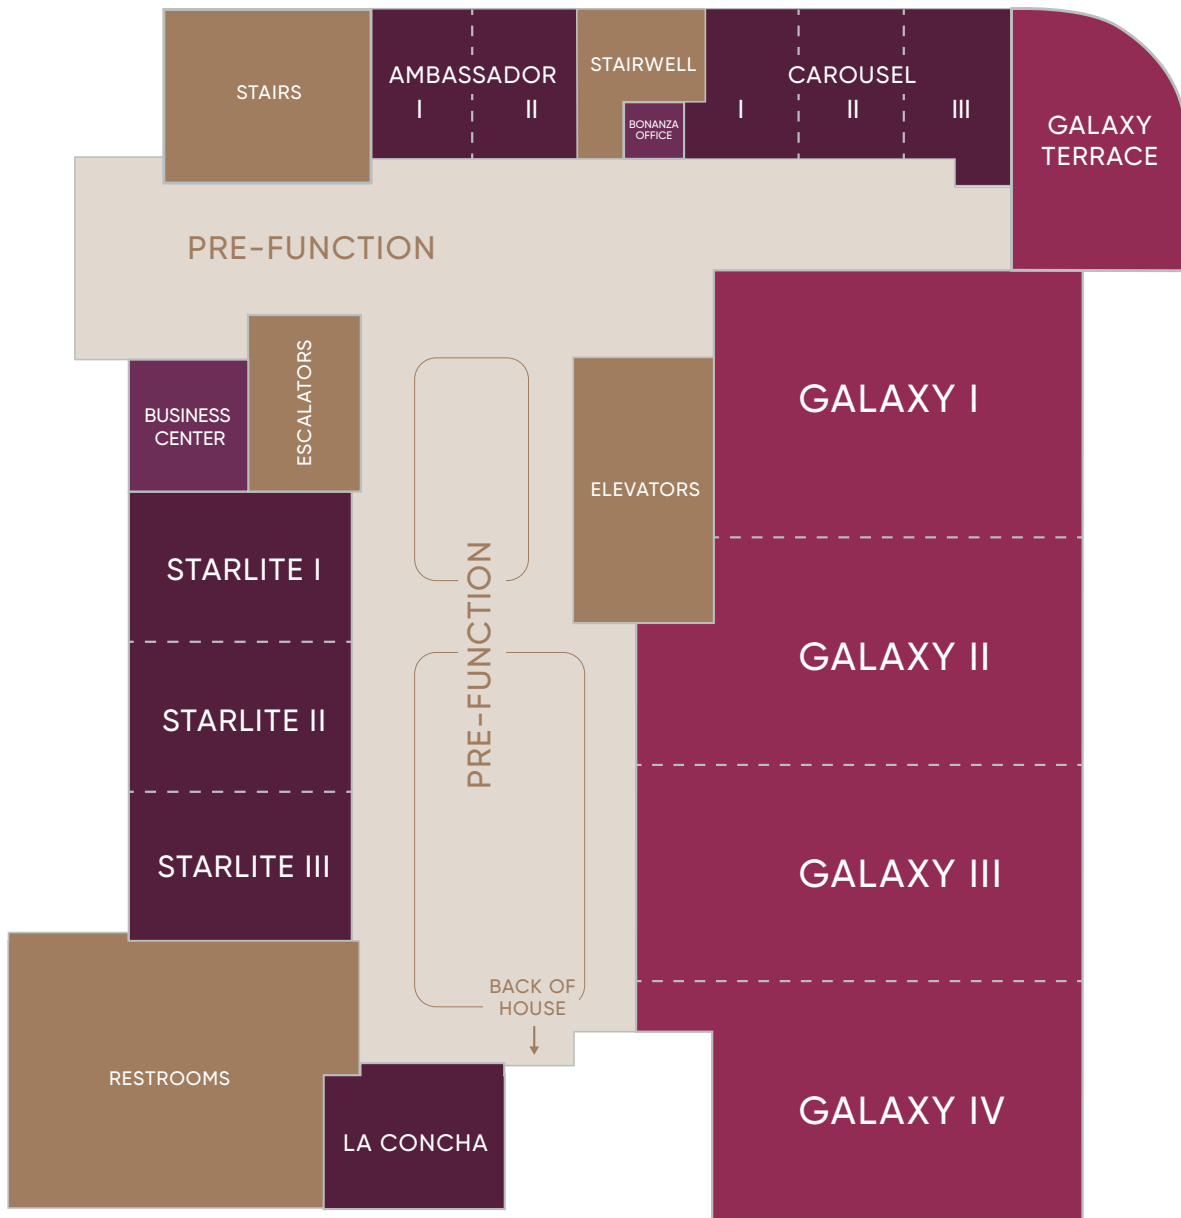 STAIRS
AMBASSADOR
I
II
STAIRWELL
BONANZA
OFFICE
CAROUSEL
I
II
III
GALAXY
TERRACE
PRE-FUNCTION
ESCALATORS
BUSINESS
CENTER
ELEVATORS
GALAXY I
STARLITE I
PRE-FUNCTION
GALAXY II
STARLITE II
STARLITE III
GALAXY III
BACK OF
HOUSE
RESTROOMS
LA CONCHA
GALAXY IV